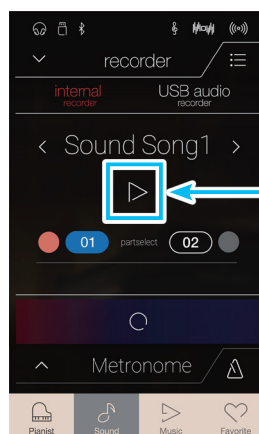 recorder
internal
recorder
USB audio
recorder
Sound Song1
01
partselect
02
Metronome
Pianist
Sound
Music
Favorite